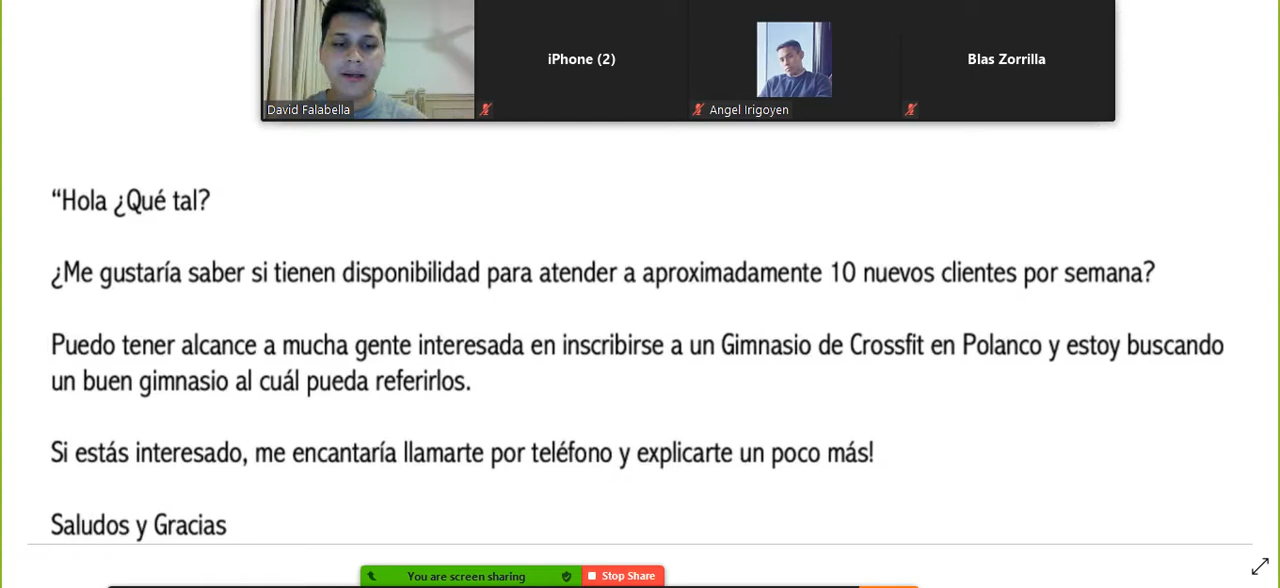 David Falabella
iPhone (2)
Angel Irigoyen
Blas Zorrilla
“Hola ¿Qué tal?
¿Me gustaría saber si tienen disponibilidad para atender a aproximadamente 10 nuevos clientes por semana?
Puedo tener alcance a mucha gente interesada en inscribirse a un Gimnasio de Crossfit en Polanco y estoy buscando
un buen gimnasio al cuál pueda referirlos.
Si estás interesado, me encantaría llamarte por teléfono y explicarte un poco más!
Saludos y Gracias
You are screen sharing
Stop Share